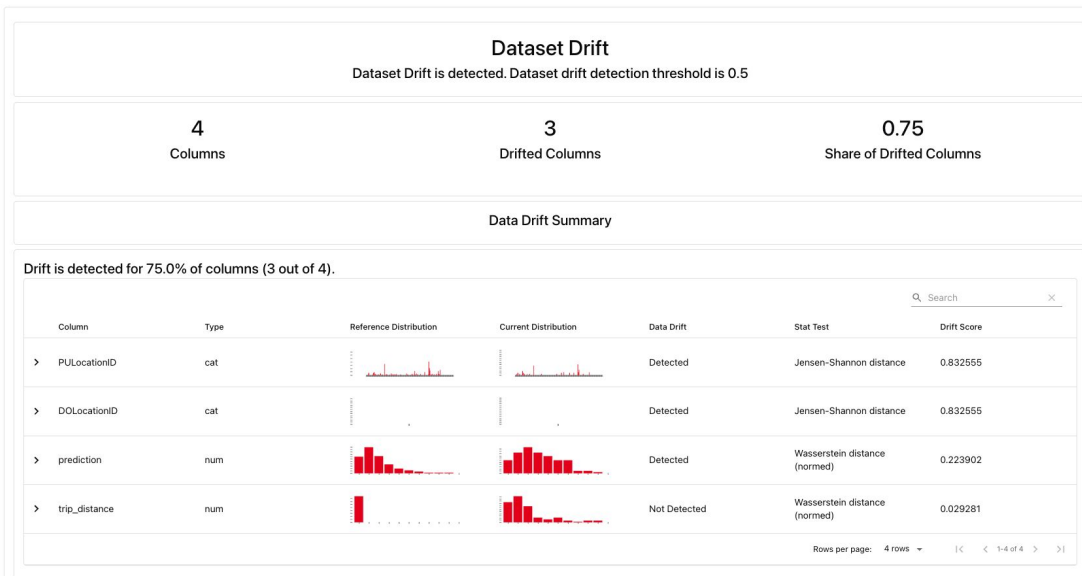 Dataset Drift
Dataset Drift is detected. Dataset drift detection threshold is 0.5
4
Columns
3
Drifted Columns
0.75
Share of Drifted Columns
Data Drift Summary
Drift is detected for 75.0% of columns (3 out of 4).
Search
Column Type Reference Distribution Current Distribution Data Drift Stat Test Drift Score
PULocationID cat Detected Jensen-Shannon distance 0.832555
DOLocationID cat Detected Jensen-Shannon distance 0.832555
prediction num Detected Wasserstein distance (normed) 0.223902
trip_distance num Not Detected Wasserstein distance (normed) 0.029281
Rows per page: 4 rows 1-4 of 4